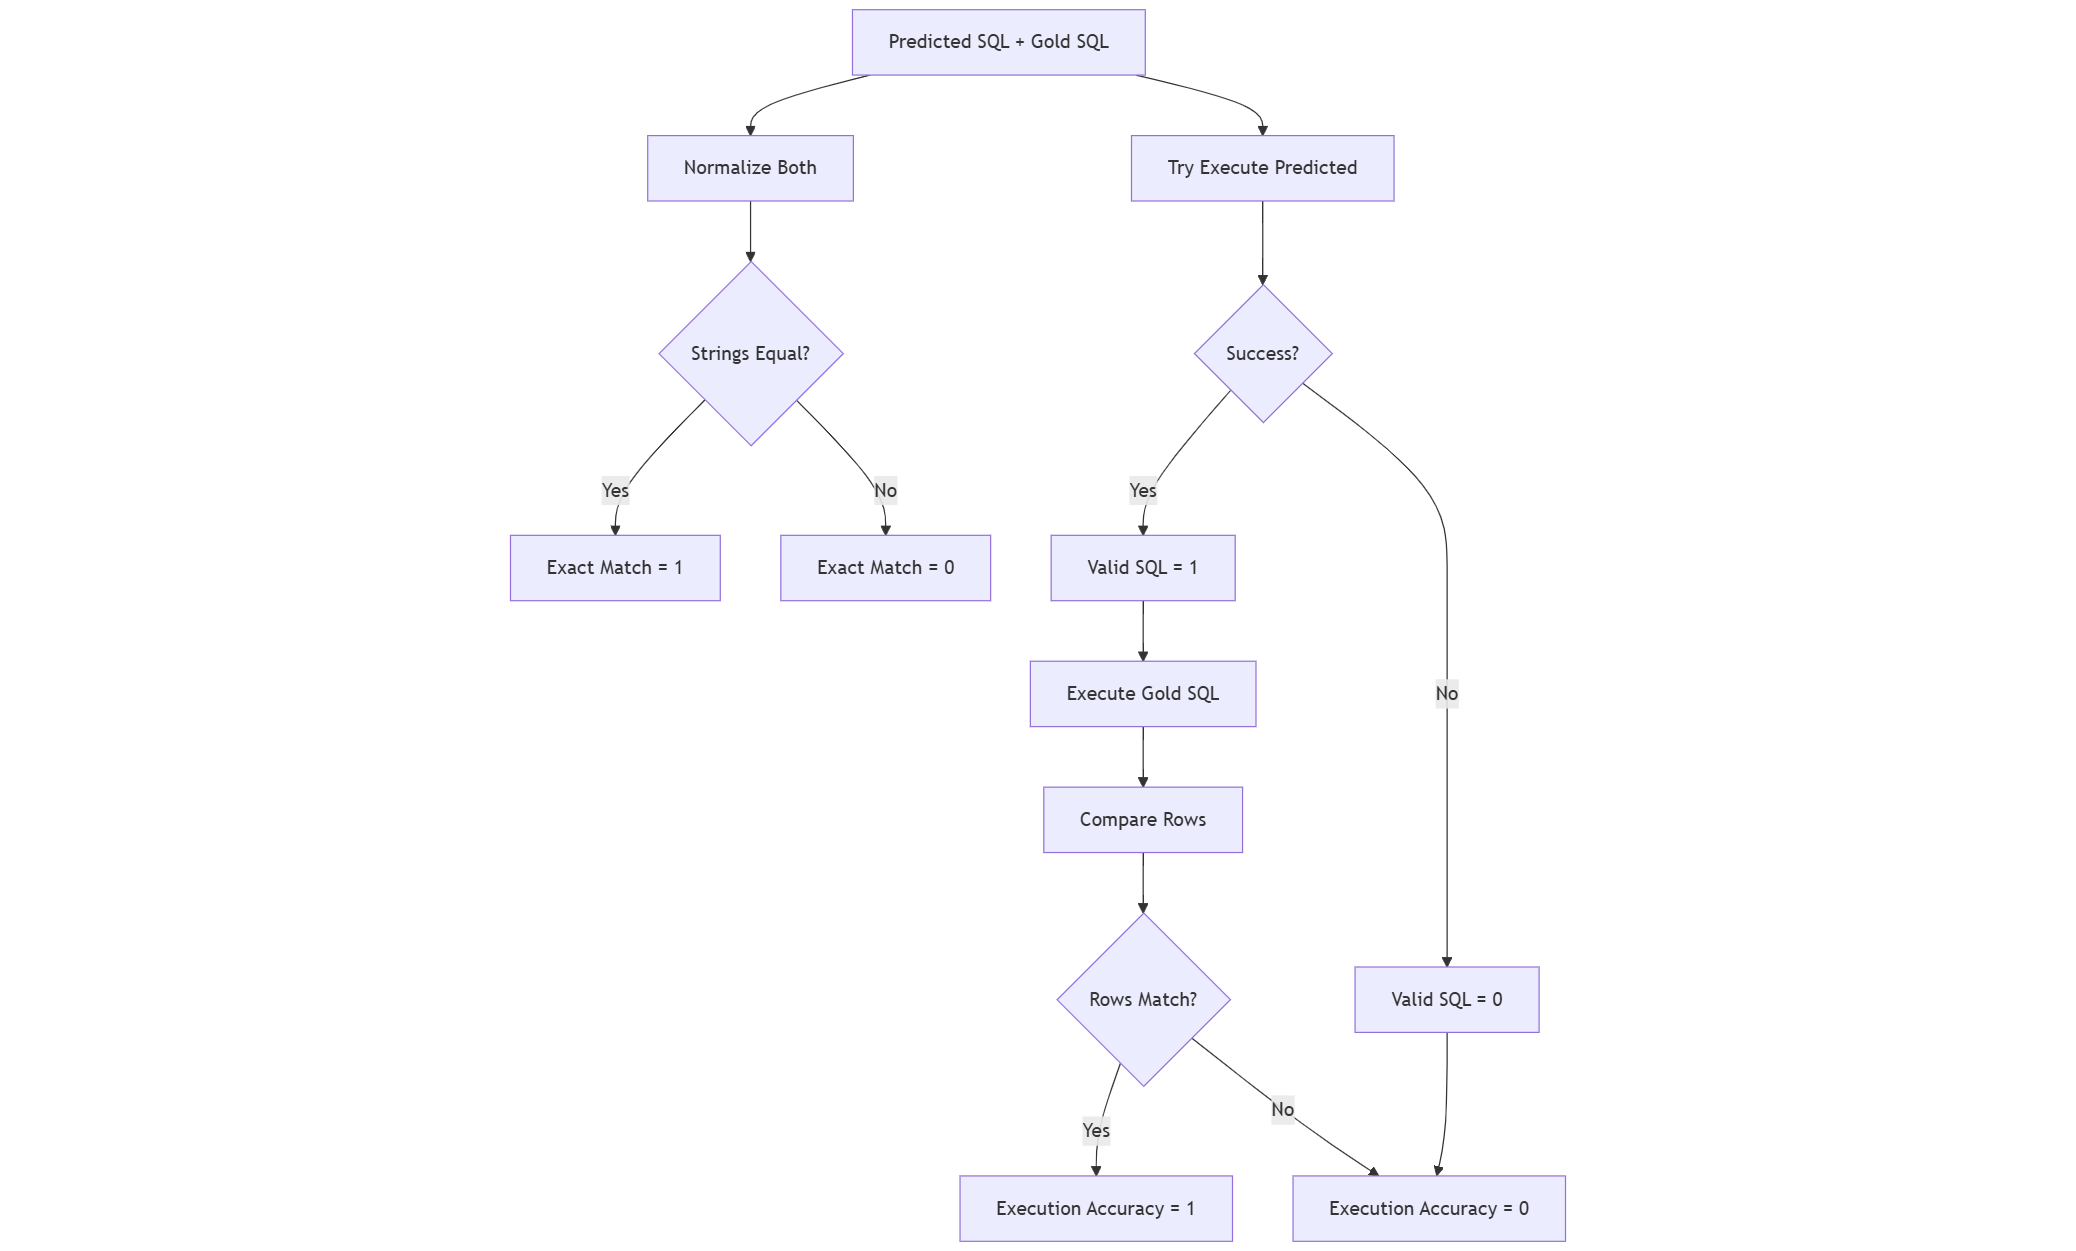 Predicted SQL + Gold SQL
Normalize Both
Try Execute Predicted
Strings Equal?
Success?
Yes
No
Yes
Exact Match = 1
Exact Match = 0
Valid SQL = 1
Execute Gold SQL
No
Compare Rows
Rows Match?
Valid SQL = 0
No
Yes
Execution Accuracy = 1
Execution Accuracy = 0